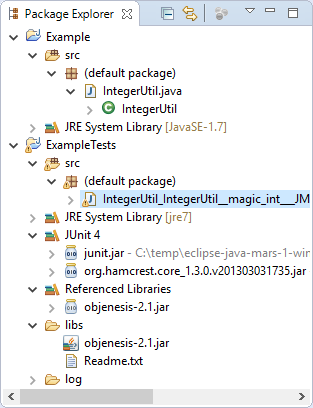 Package Explorer
Example
src
(default package)
IntegerUtil.java
IntegerUtil
JRE System Library [JavaSE-1.7]
ExampleTests
src
(default package)
IntegerUtil_IntegerUtil__magic_int___JM
JRE System Library [jre7]
JUnit 4
junit.jar - C:\temp\eclipse-java-mars-1-win
org.hamcrest.core_1.3.0.v201303031735.jar
Referenced Libraries
objenesis-2.1.jar
libs
objenesis-2.1.jar
Readme.txt
log